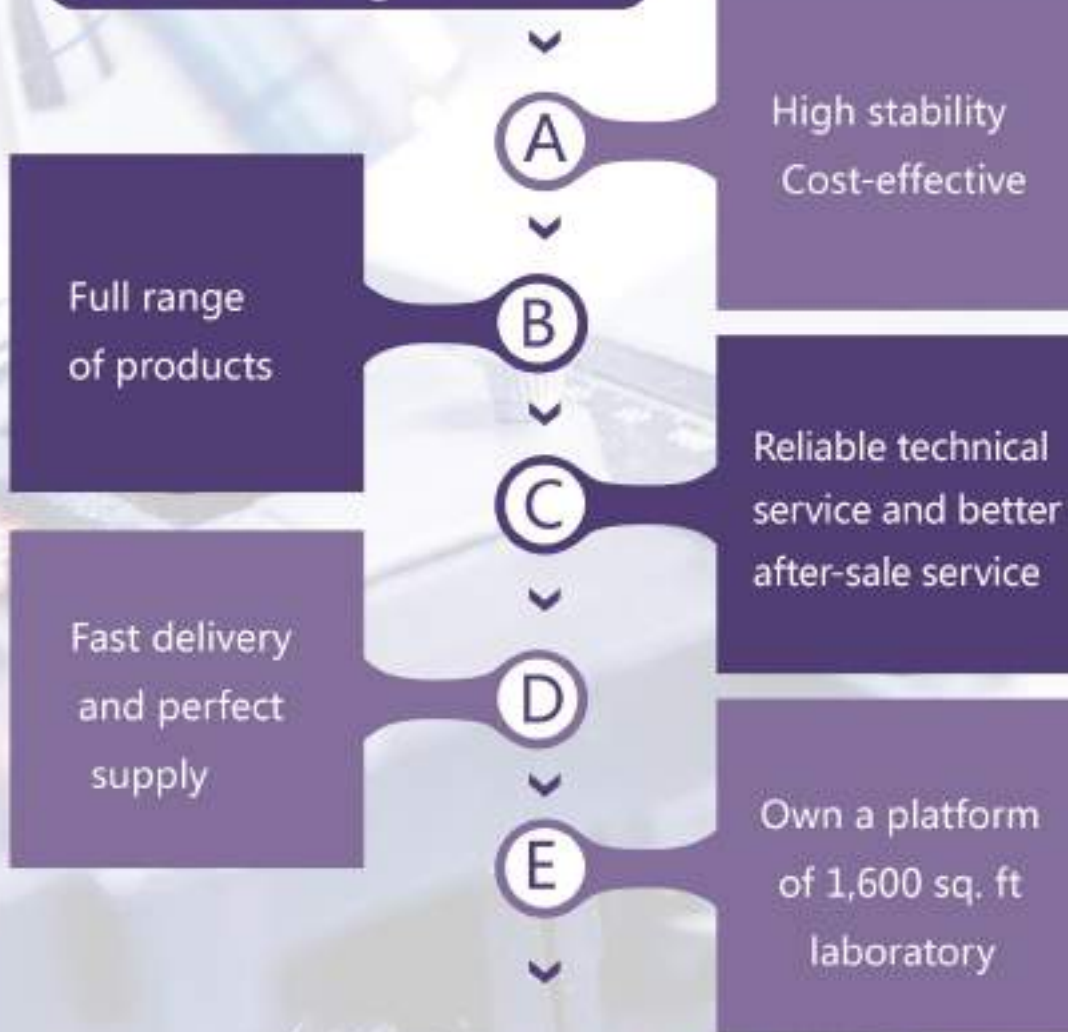 A
High stability
Cost-effective
B
Full range
of products
C
Reliable technical
service and better
after-sale service
D
Fast delivery
and perfect
supply
E
Own a platform
of 1,600 sq. ft
laboratory